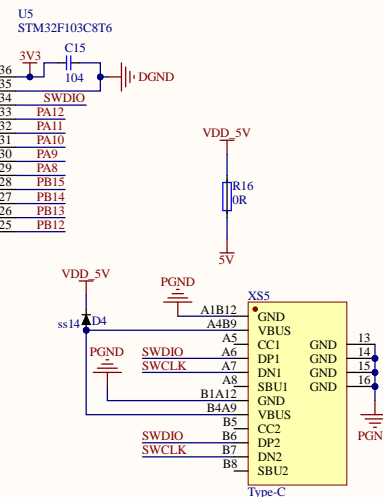 U5
STM32F103C8T6
C15
3V3
104
DGND
36
35
34 SWDIO
33 PA12
32 PA11
31 PA10
30 PA9
29 PA8
28 PB15
27 PB14
26 PB13
25 PB12
VDD_5V
R16
0R
5V
VDD_5V
PGND
XS5
ss14 D4
A1B12 GND
A4B9 VBUS
A5 CC1 GND 13
PGND
SWDIO A6 DP1 GND 14
SWCLK A7 DN1 GND 15
A8 SBU1 GND 16
B1A12 GND
B4A9 VBUS
B5 CC2
PGN
SWDIO B6 DP2
SWCLK B7 DN2
B8 SBU2
Type-C